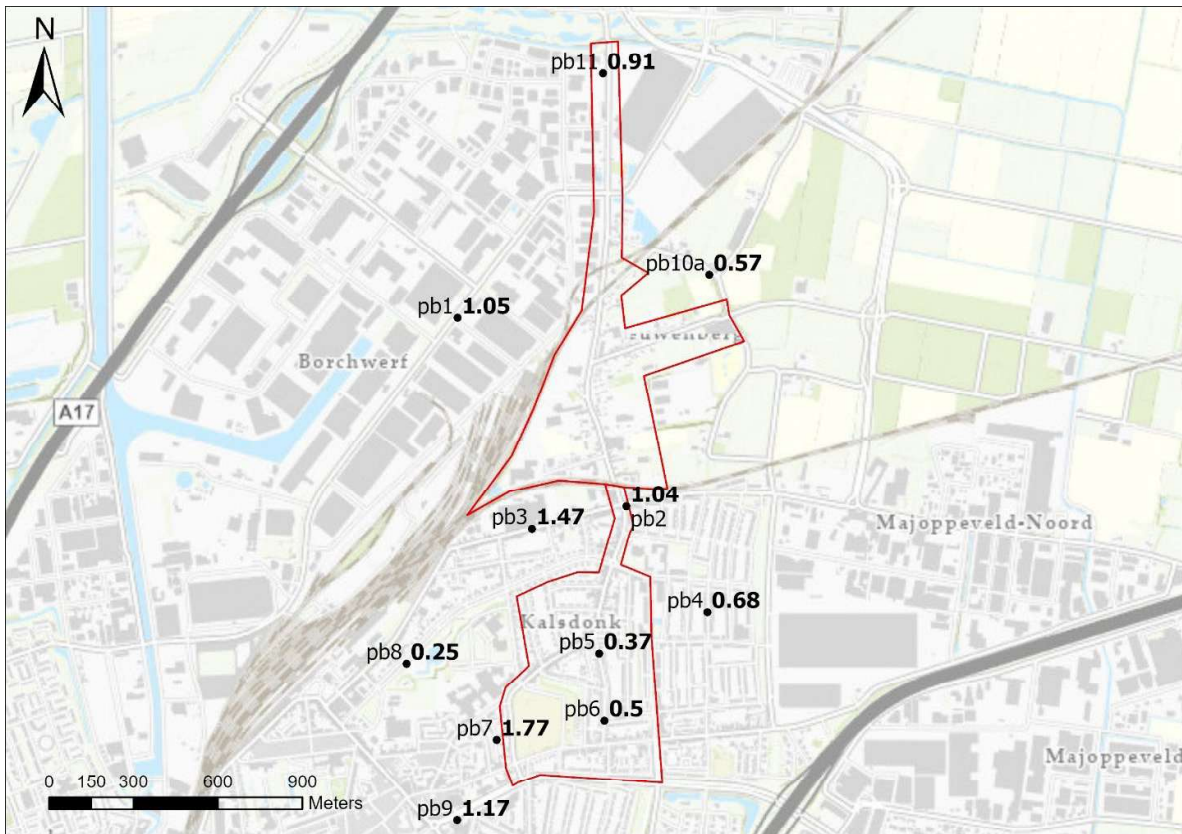 N
pb11 0.91
pb10a 0.57
pb1 1.05
Borchwerf
A17
1.04
pb2
pb3 1.47
Majoppeveld-Noord
pb4 0.68
Kalsdonk
pb5 0.37
pb8 0.25
pb6 0.5
pb7 1.77
Majoppeveld
0 150 300 600 900
Meters
pb9 1.17